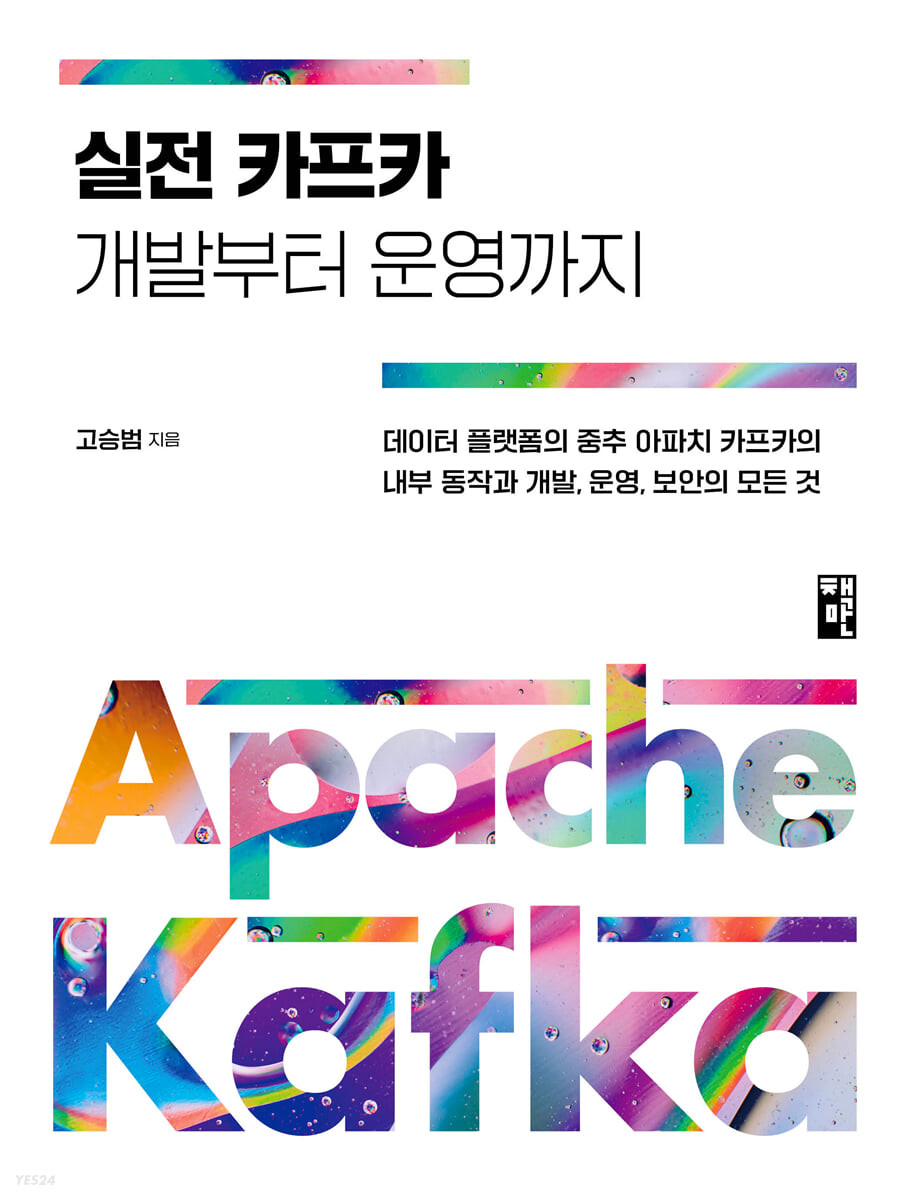 실전 카프카
개발부터 운영까지
고승범 지음
데이터 플랫폼의 중추 아파치 카프카의
내부 동작과 개발, 운영, 보안의 모든 것
책만
Apache
Kafka
YES24